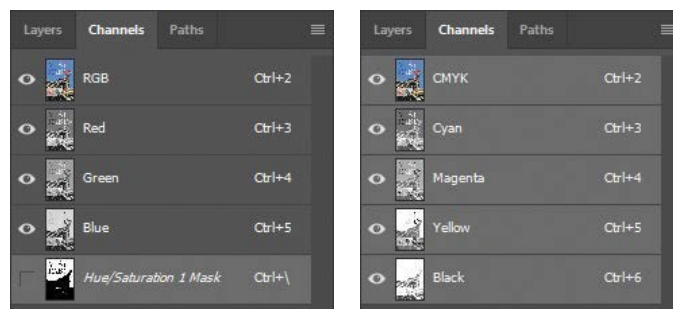 Layers Channels Paths
RGB Ctrl+2
Red Ctrl+3
Green Ctrl+4
Blue Ctrl+5
Hue/Saturation 1 Mask Ctrl+\
Layers Channels Paths
CMYK Ctrl+2
Cyan Ctrl+3
Magenta Ctrl+4
Yellow Ctrl+5
Black Ctrl+6